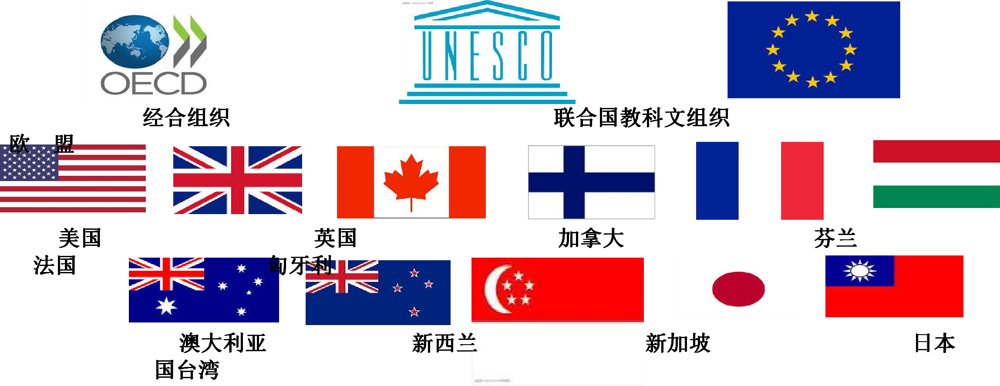 UNESCO
OECD
经合组织 联合国教科文组织
欧 盟
美国 英国 加拿大 芬兰
法国 匈牙利
澳大利亚 新西兰 新加坡 日本
国台湾